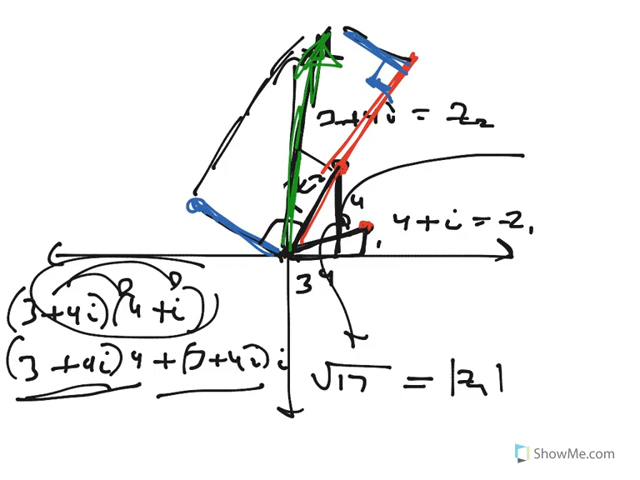 3+4i = z₂
4
4+i = z₁
3 4
(3+4i)(4+i)
(3+4i)4+(3+4i)i
√17 = |z₁|
ShowMe.com